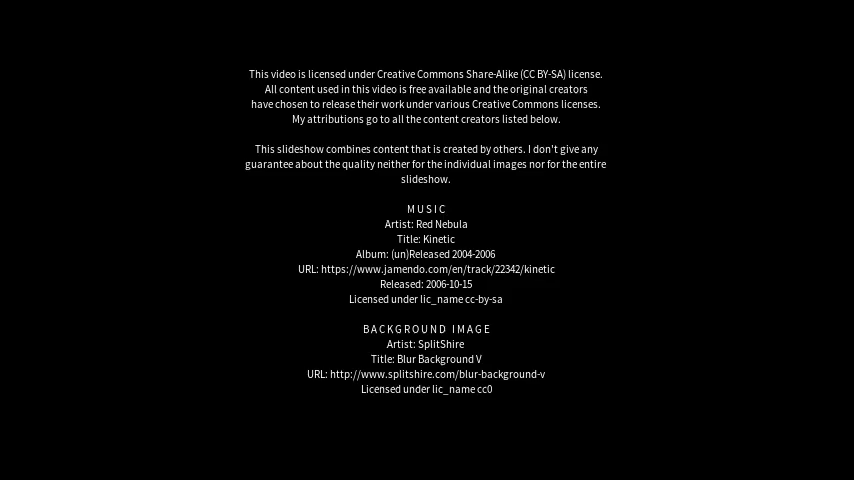 This video is licensed under Creative Commons Share-Alike (CC BY-SA) license.
All content used in this video is free available and the original creators
have chosen to release their work under various Creative Commons licenses.
My attributions go to all the content creators listed below.
This slideshow combines content that is created by others. I don't give any
guarantee about the quality neither for the individual images nor for the entire
slideshow.
MUSIC
Artist: Red Nebula
Title: Kinetic
Album: (un)Released 2004-2006
URL: https://www.jamendo.com/en/track/22342/kinetic
Released: 2006-10-15
Licensed under lic_name cc-by-sa
BACKGROUND IMAGE
Artist: SplitShire
Title: Blur Background V
URL: http://www.splitshire.com/blur-background-v
Licensed under lic_name cc0